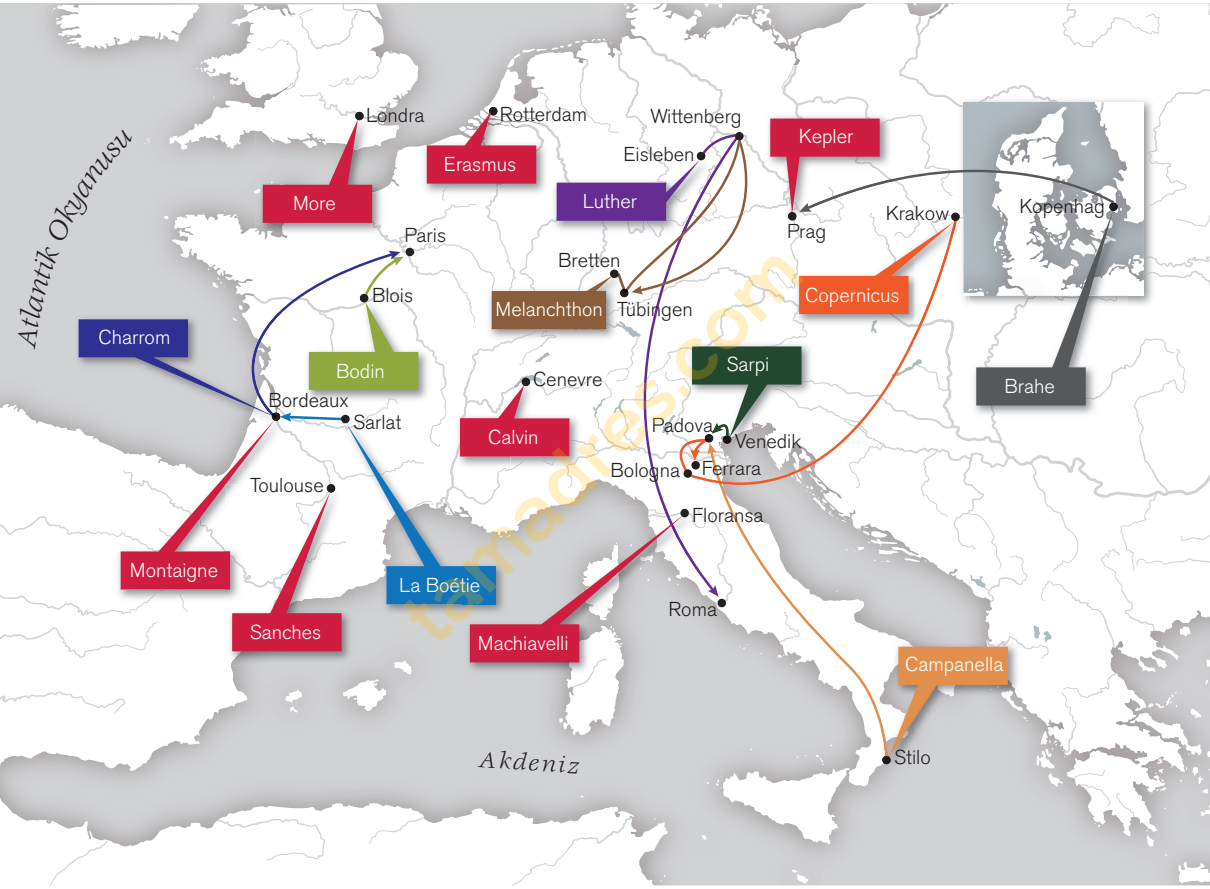 Atlantik Okyanusu
Londra
Rotterdam
Wittenberg
Kepler
Eisleben
Erasmus
More
Luther
Krakow
Kopenhag
Prag
Paris
Bretten
Copernicus
Blois
Melanchthon
Tübingen
Charrom
Bodin
Sarpi
Cenevre
Brahe
Bordeaux
Sarlat
Calvin
Padova
Venedik
Bologna
Ferrara
Toulouse
Floransa
Montaigne
La Boétie
Roma
Sanches
Machiavelli
Campanella
Akdeniz
Stilo
tamadres.com